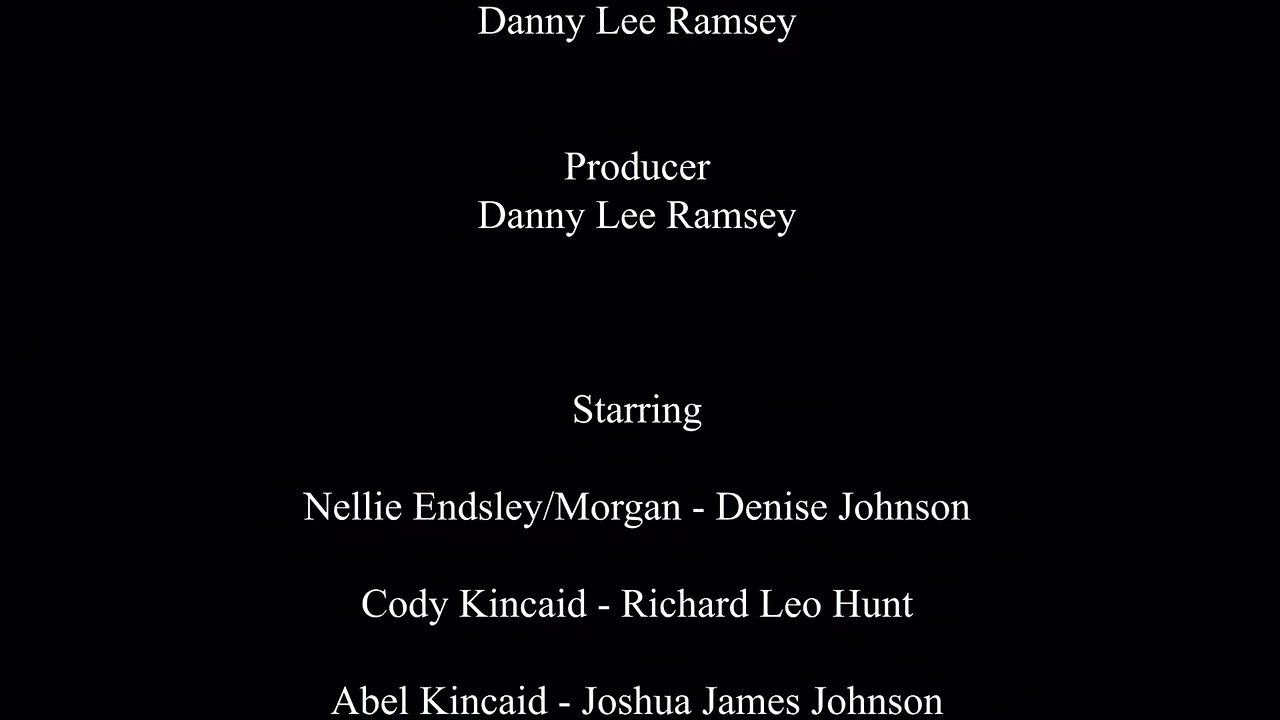 Danny Lee Ramsey
Producer
Danny Lee Ramsey
Starring
Nellie Endsley/Morgan - Denise Johnson
Cody Kincaid - Richard Leo Hunt
Abel Kincaid - Joshua James Johnson